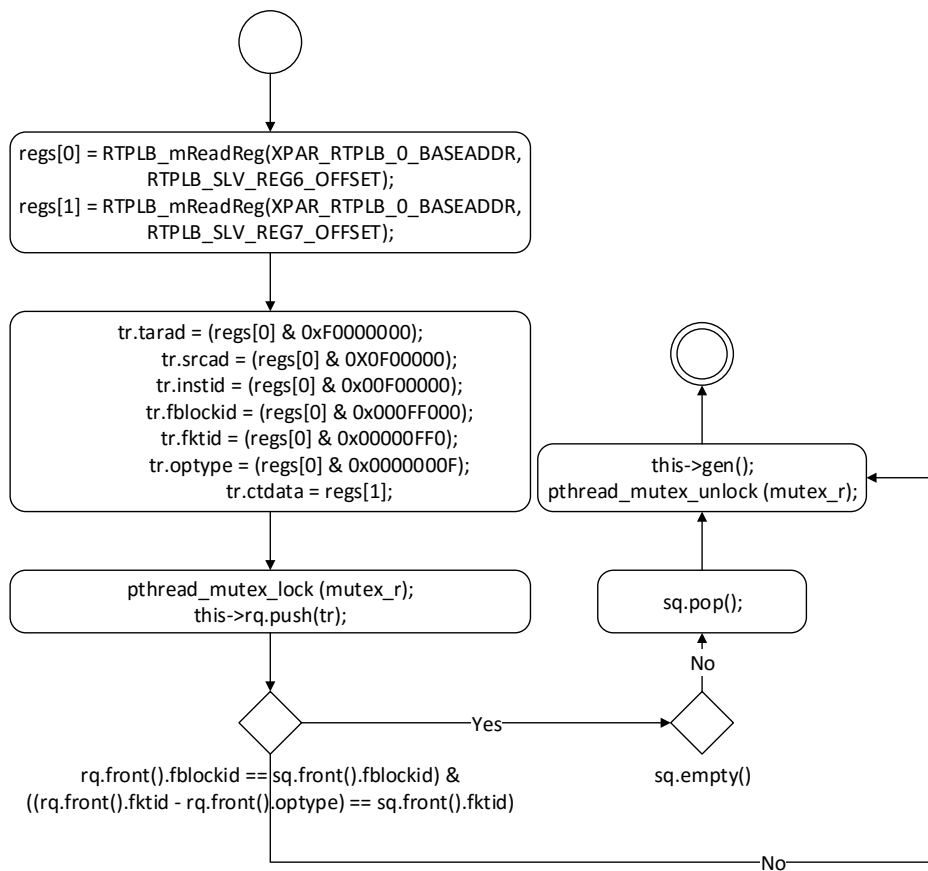 regs[0] = RTPLB_mReadReg(XPAR_RTPLB_0_BASEADDR,
RTPLB_SLV_REG6_OFFSET);
regs[1] = RTPLB_mReadReg(XPAR_RTPLB_0_BASEADDR,
RTPLB_SLV_REG7_OFFSET);
tr.tarad = (regs[0] & 0xF0000000);
tr.srcad = (regs[0] & 0X0F00000);
tr.instid = (regs[0] & 0x00F00000);
tr.fblockid = (regs[0] & 0x000FF000);
tr.fktid = (regs[0] & 0x00000FF0);
tr.optype = (regs[0] & 0x0000000F);
tr.ctdata = regs[1];
this->gen();
pthread_mutex_unlock (mutex_r);
pthread_mutex_lock (mutex_r);
this->rq.push(tr);
sq.pop();
No
Yes
rq.front().fblockid == sq.front().fblockid) &
((rq.front().fktid - rq.front().optype) == sq.front().fktid)
sq.empty()
No